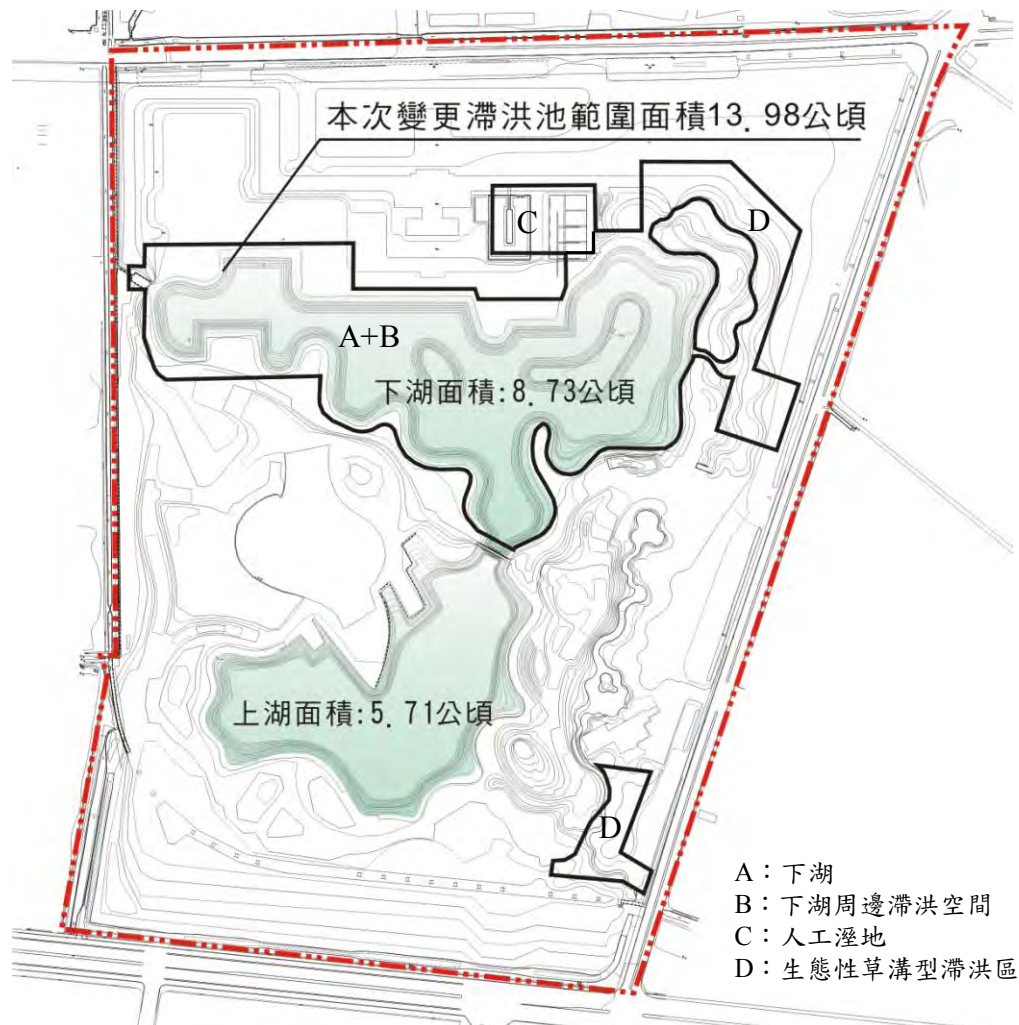 本次變更滯洪池範圍面積13.98公頃
C
D
A+B
下湖面積:8.73公頃
上湖面積:5.71公頃
D
A：下湖
B：下湖周邊滯洪空間
C：人工溼地
D：生態性草溝型滯洪區